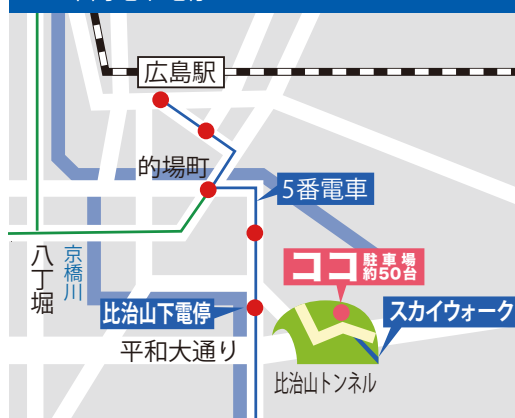 広島駅
的場町
5番電車
八丁堀
京橋川
ココ
駐車場
約50台
比治山下電停
スカイウォーク
平和大通り
比治山トンネル